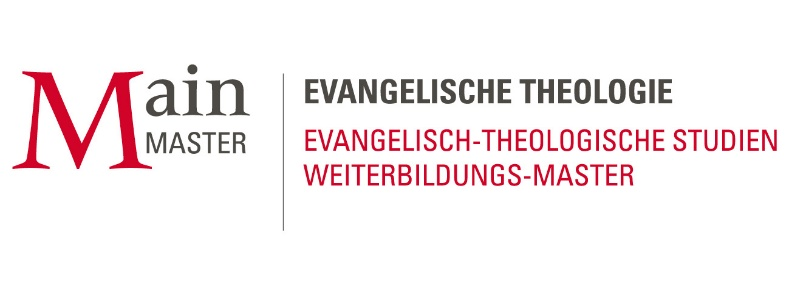 Main
MASTER
EVANGELISCHE THEOLOGIE
EVANGELISCH-THEOLOGISCHE STUDIEN
WEITERBILDUNGS-MASTER